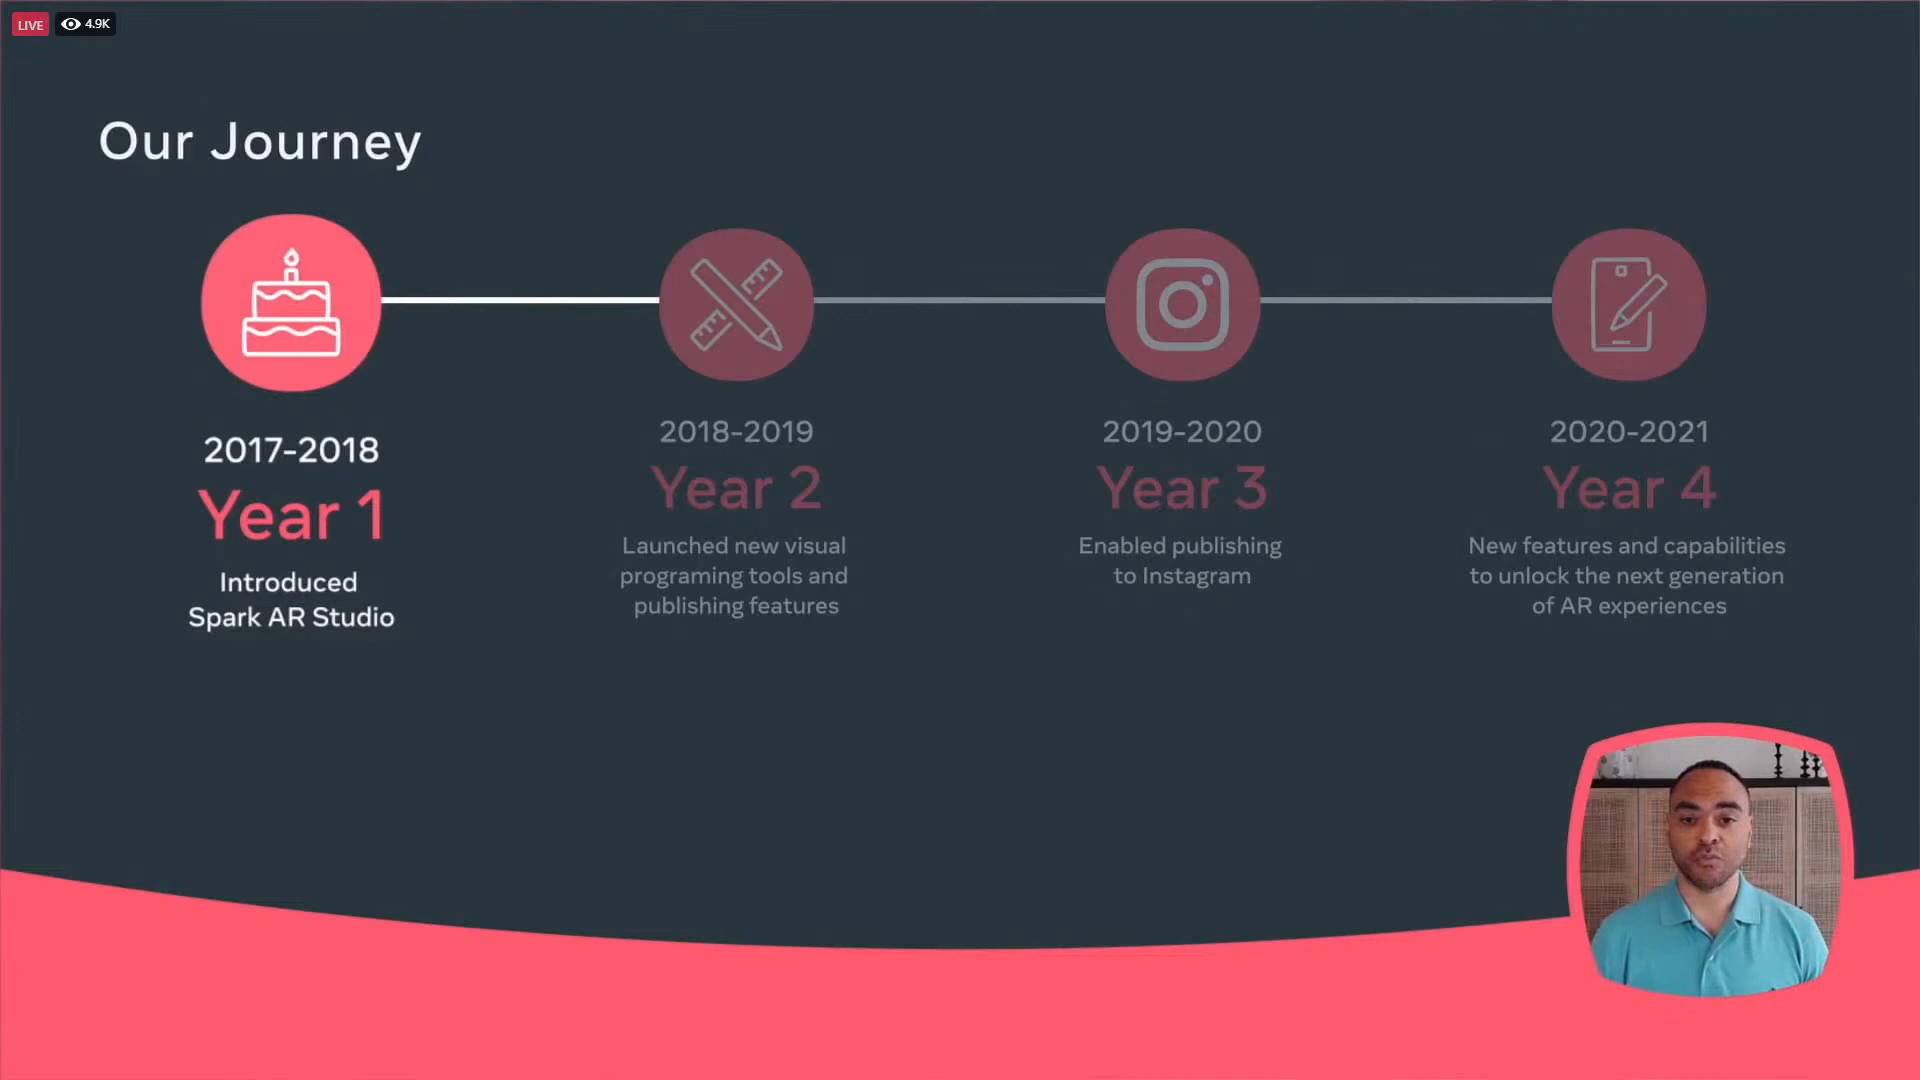 LIVE 4.9K
Our Journey
2017-2018
Year 1
Introduced
Spark AR Studio
2018-2019
Year 2
Launched new visual
programing tools and
publishing features
2019-2020
Year 3
Enabled publishing
to Instagram
2020-2021
Year 4
New features and capabilities
to unlock the next generation
of AR experiences